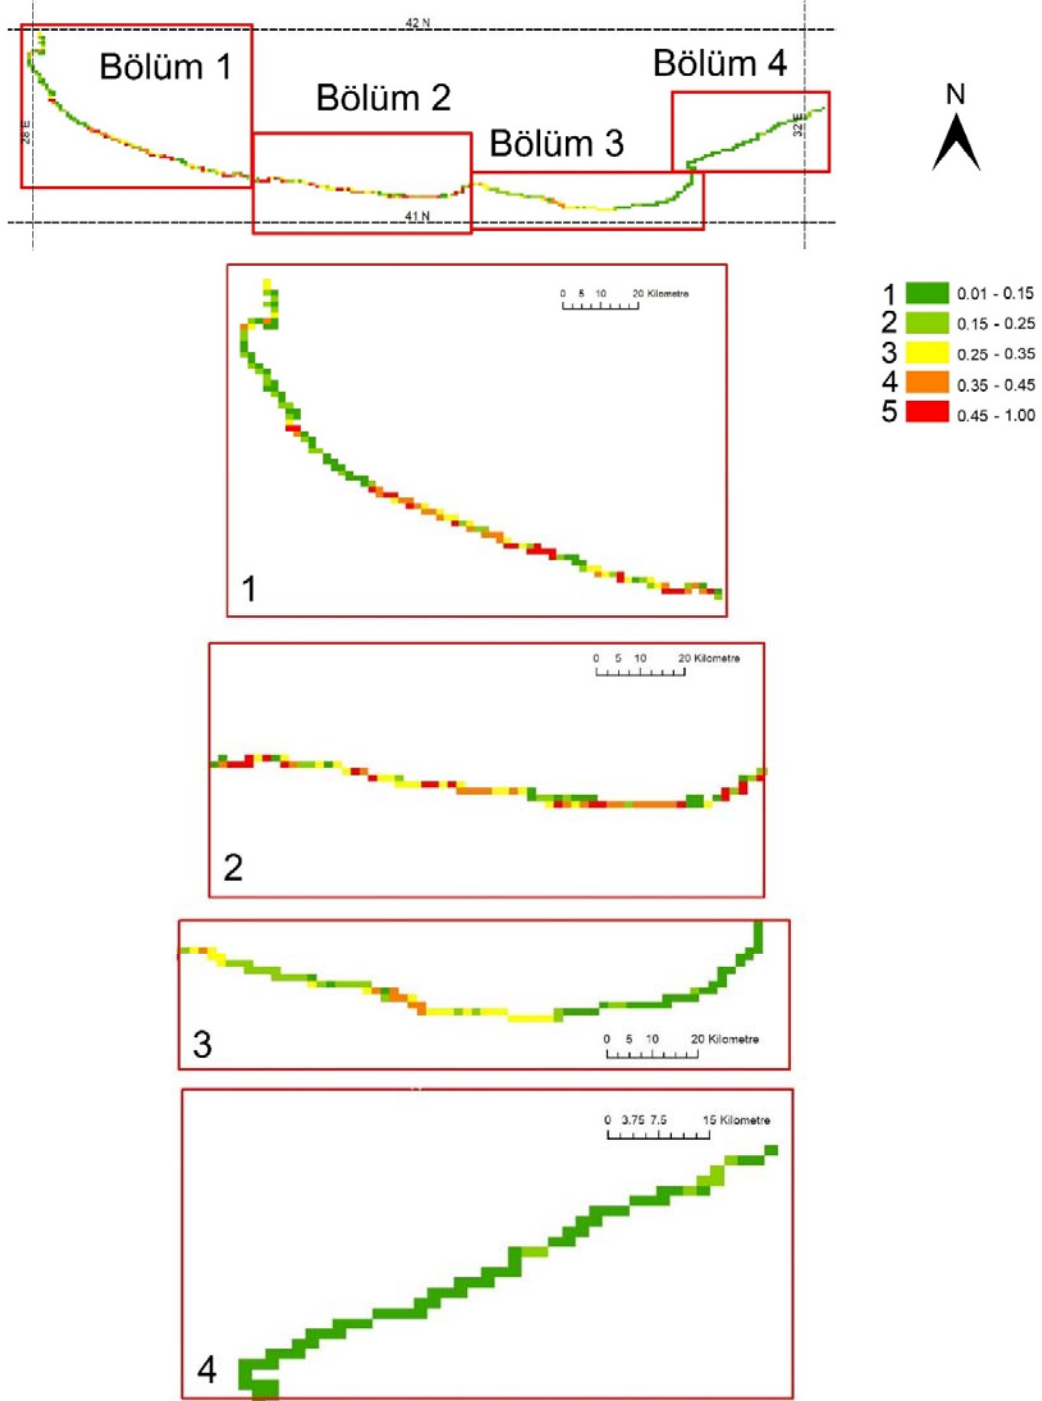 42 N
Bölüm 1
Bölüm 2
Bölüm 3
Bölüm 4
28 E
32 E
41 N
N
0 5 10 20 Kilometre
1 0.01 - 0.15
2 0.15 - 0.25
3 0.25 - 0.35
4 0.35 - 0.45
5 0.45 - 1.00
1
0 5 10 20 Kilometre
2
0 5 10 20 Kilometre
3
0 3.75 7.5 15 Kilometre
4